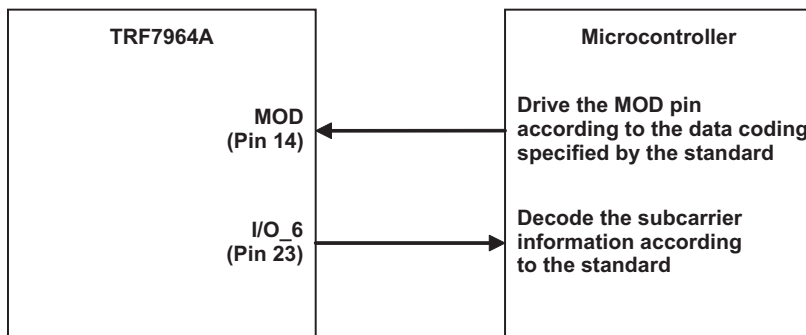 TRF7964A
Microcontroller
MOD
(Pin 14)
Drive the MOD pin
according to the data coding
specified by the standard
I/O_6
(Pin 23)
Decode the subcarrier
information according
to the standard